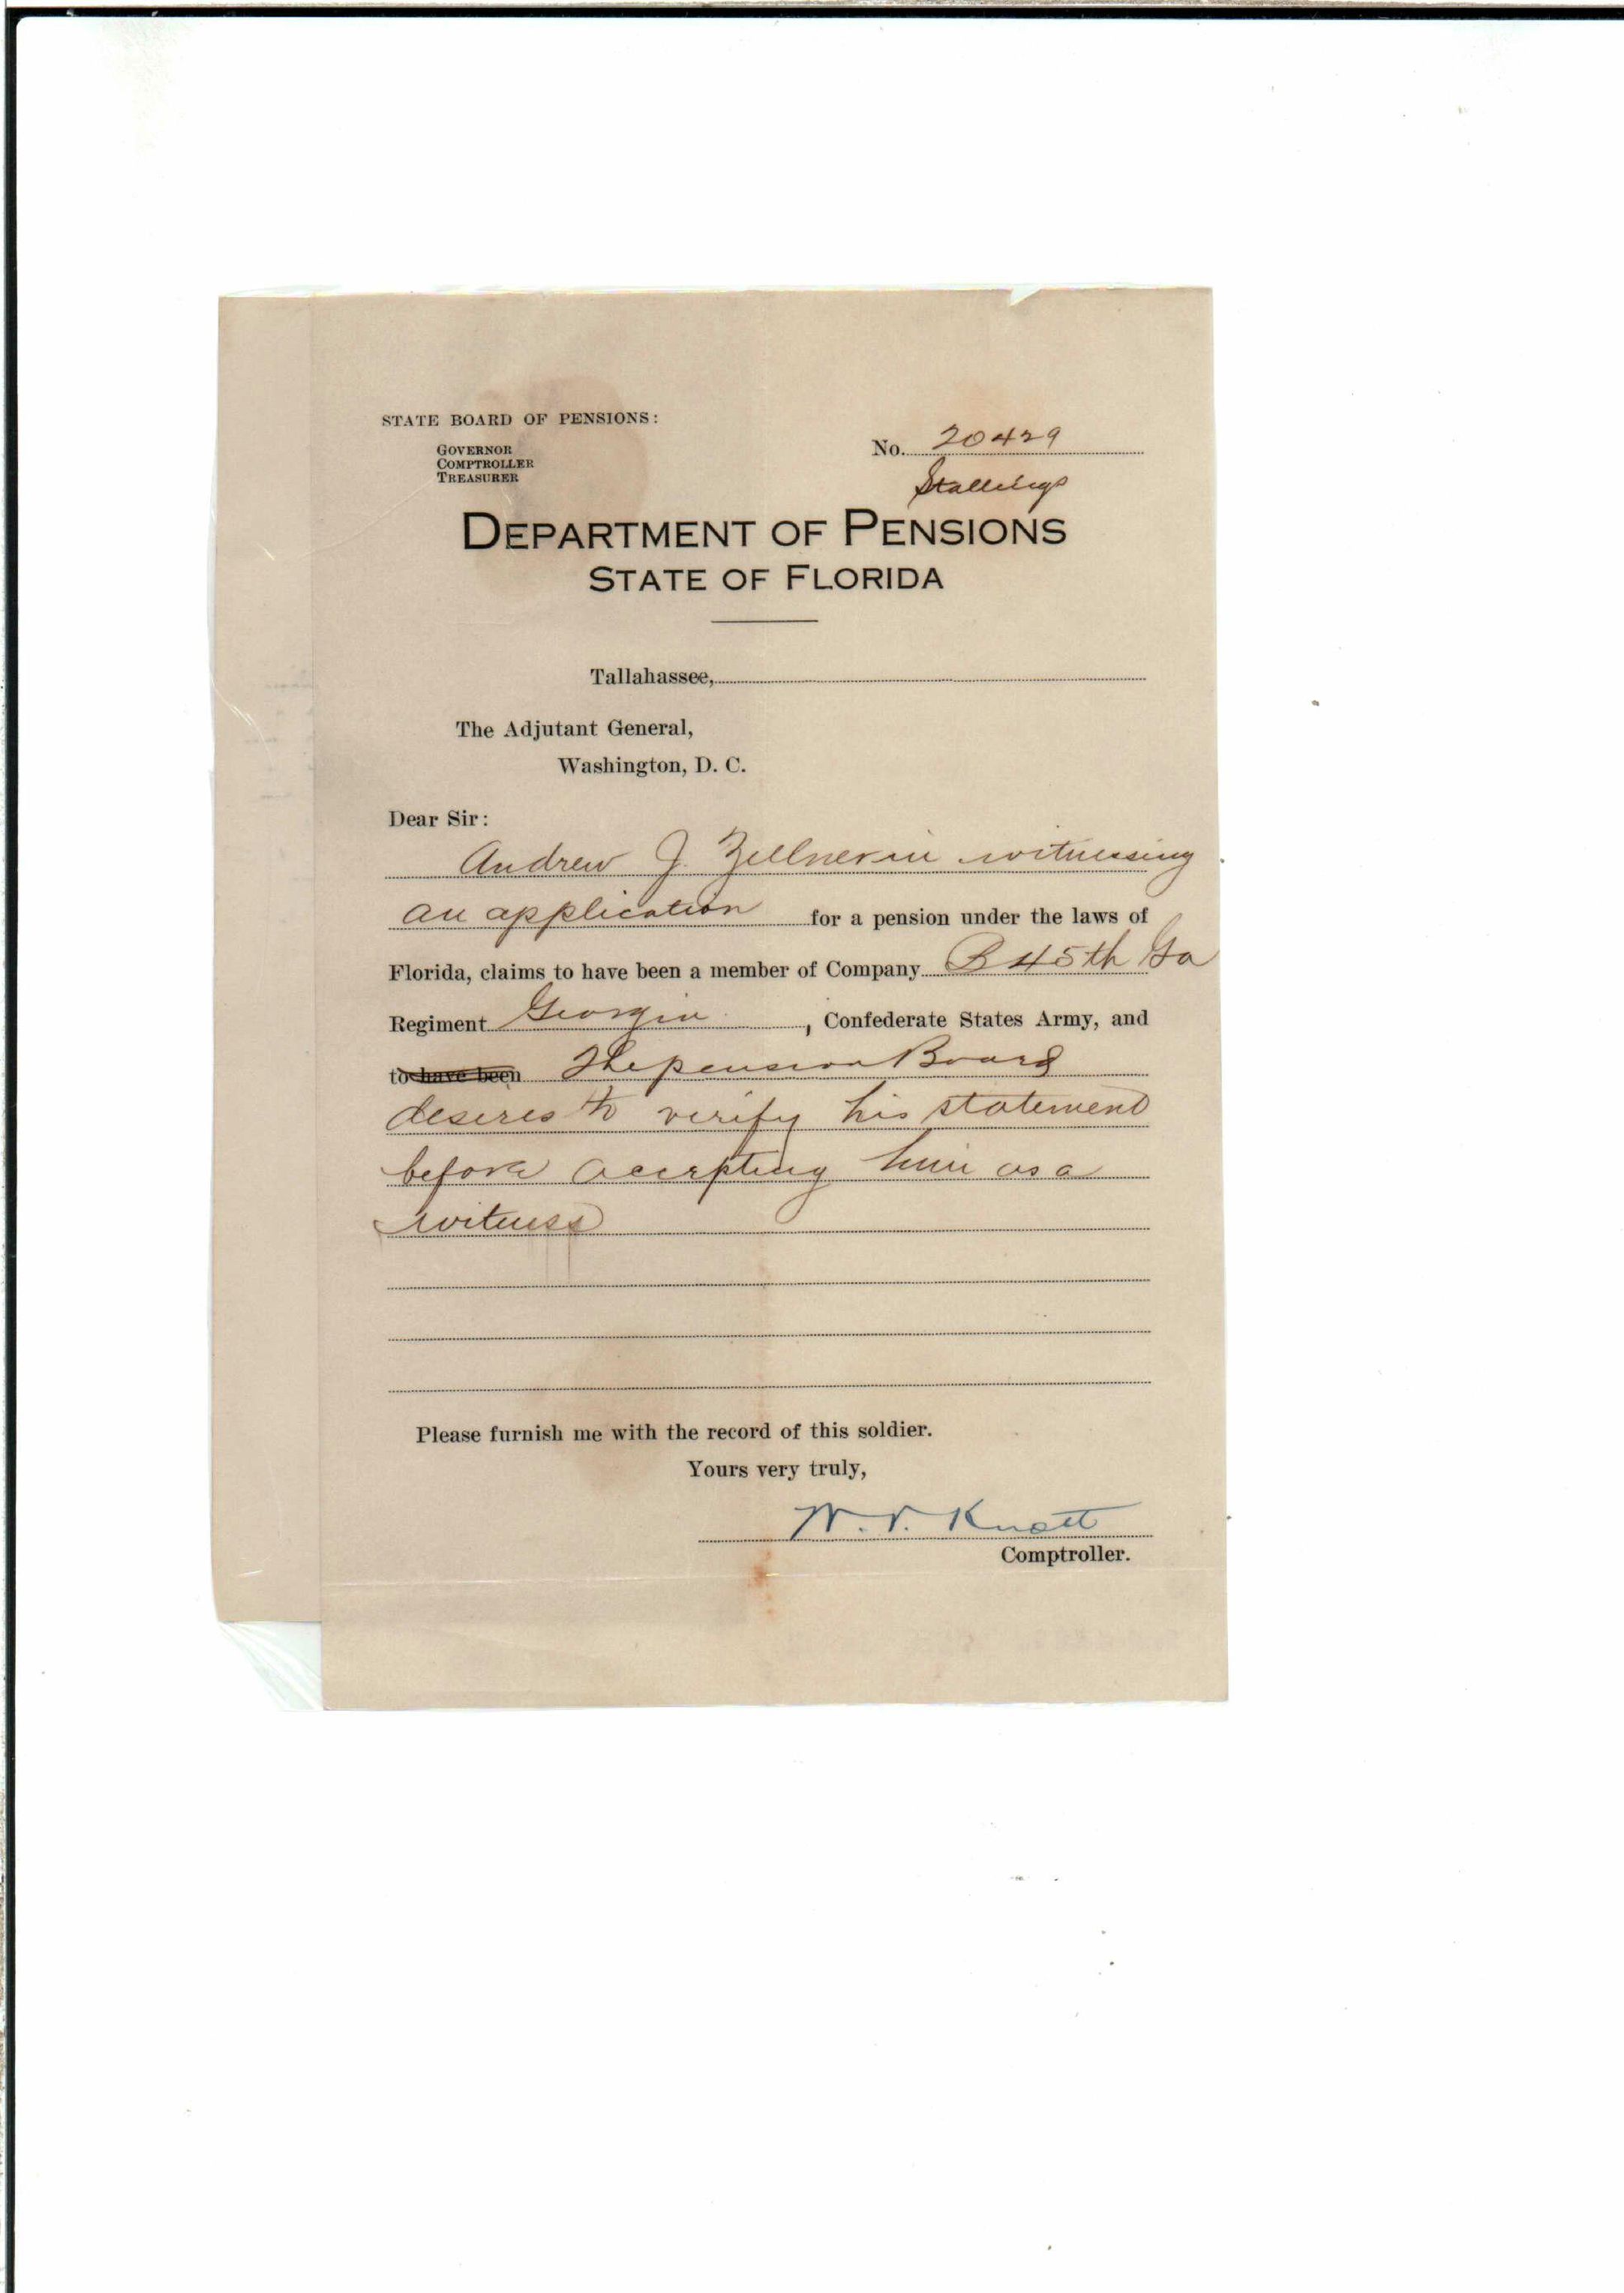 STATE BOARD OF PENSIONS:
GOVERNOR
COMPTROLLER
TREASURER
No. 20429
Stallings
DEPARTMENT OF PENSIONS
STATE OF FLORIDA
Tallahassee,
The Adjutant General,
Washington, D. C.
Dear Sir:
Andrew J. Zellner in witnessing
an application for a pension under the laws of
Florida, claims to have been a member of Company B 45th Ga
Regiment Georgia, Confederate States Army, and
to have been The pension Board
desires to verify his statement
before accepting him as a
witness
Please furnish me with the record of this soldier.
Yours very truly,
W. V. Knott
Comptroller.